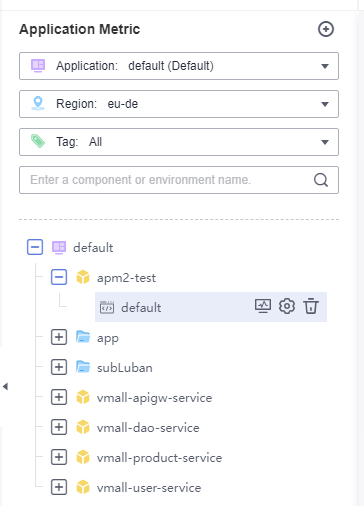 Application Metric
Application: default (Default)
Region: eu-de
Tag: All
Enter a component or environment name.
default
apm2-test
default
app
subLuban
vmall-apigw-service
vmall-dao-service
vmall-product-service
vmall-user-service